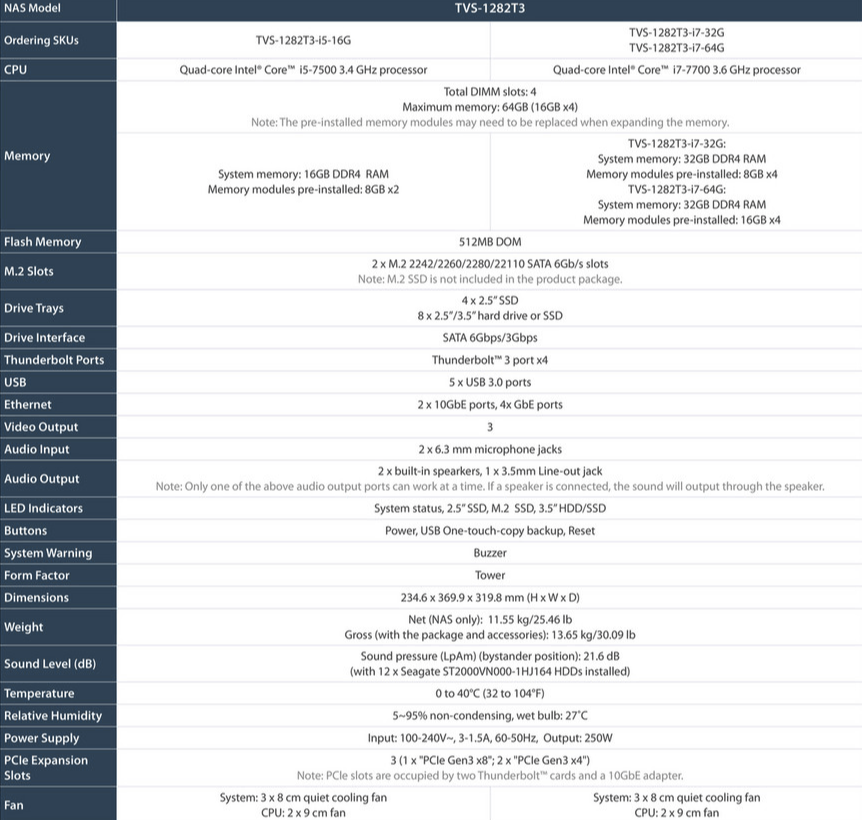 NAS Model
TVS-1282T3
Ordering SKUs
TVS-1282T3-i5-16G
TVS-1282T3-i7-32G
TVS-1282T3-i7-64G
CPU
Quad-core Intel® Core™ i5-7500 3.4 GHz processor
Quad-core Intel® Core™ i7-7700 3.6 GHz processor
Memory
Total DIMM slots: 4
Maximum memory: 64GB (16GB x4)
Note: The pre-installed memory modules may need to be replaced when expanding the memory.
System memory: 16GB DDR4 RAM
Memory modules pre-installed: 8GB x2
TVS-1282T3-i7-32G:
System memory: 32GB DDR4 RAM
Memory modules pre-installed: 8GB x4
TVS-1282T3-i7-64G:
System memory: 32GB DDR4 RAM
Memory modules pre-installed: 16GB x4
Flash Memory
512MB DOM
M.2 Slots
2 x M.2 2242/2260/2280/22110 SATA 6Gb/s slots
Note: M.2 SSD is not included in the product package.
Drive Trays
4 x 2.5” SSD
8 x 2.5”/3.5” hard drive or SSD
Drive Interface
SATA 6Gbps/3Gbps
Thunderbolt Ports
Thunderbolt™ 3 port x4
USB
5 x USB 3.0 ports
Ethernet
2 x 10GbE ports, 4x GbE ports
Video Output
3
Audio Input
2 x 6.3 mm microphone jacks
Audio Output
2 x built-in spearkers, 1 x 3.5mm Line-out jack
Note: Only one of the above audio output ports can work at a time. If a speaker is connected, the sound will output through the speaker.
LED Indicators
System status, 2.5” SSD, M.2 SSD, 3.5” HDD/SSD
Buttons
Power, USB One-touch-copy backup, Reset
System Warning
Buzzer
Form Factor
Tower
Dimensions
234.6 x 369.9 x 319.8 mm (H x W x D)
Weight
Net (NAS only): 11.55 kg/25.46 lb
Gross (with the package and accessories): 13.65 kg/30.09 lb
Sound Level (dB)
Sound pressure (LpAm) (bystander position): 21.6 dB
(with 12 x Seagate ST2000VN000-1HJ164 HDDs installed)
Temperature
0 to 40°C (32 to 104°F)
Relative Humidity
5~95% non-condensing, wet bulb: 27°C
Power Supply
Input: 100-240V~, 3-1.5A, 60-50Hz, Output: 250W
PCIe Expansion
Slots
3 (1 x "PCIe Gen3 x8"; 2 x "PCIe Gen3 x4")
Note: PCIe slots are occupied by two Thunderbolt™ cards and a 10GbE adapter.
Fan
System: 3 x 8 cm quiet cooling fan
CPU: 2 x 9 cm fan
System: 3 x 8 cm quiet cooling fan
CPU: 2 x 9 cm fan